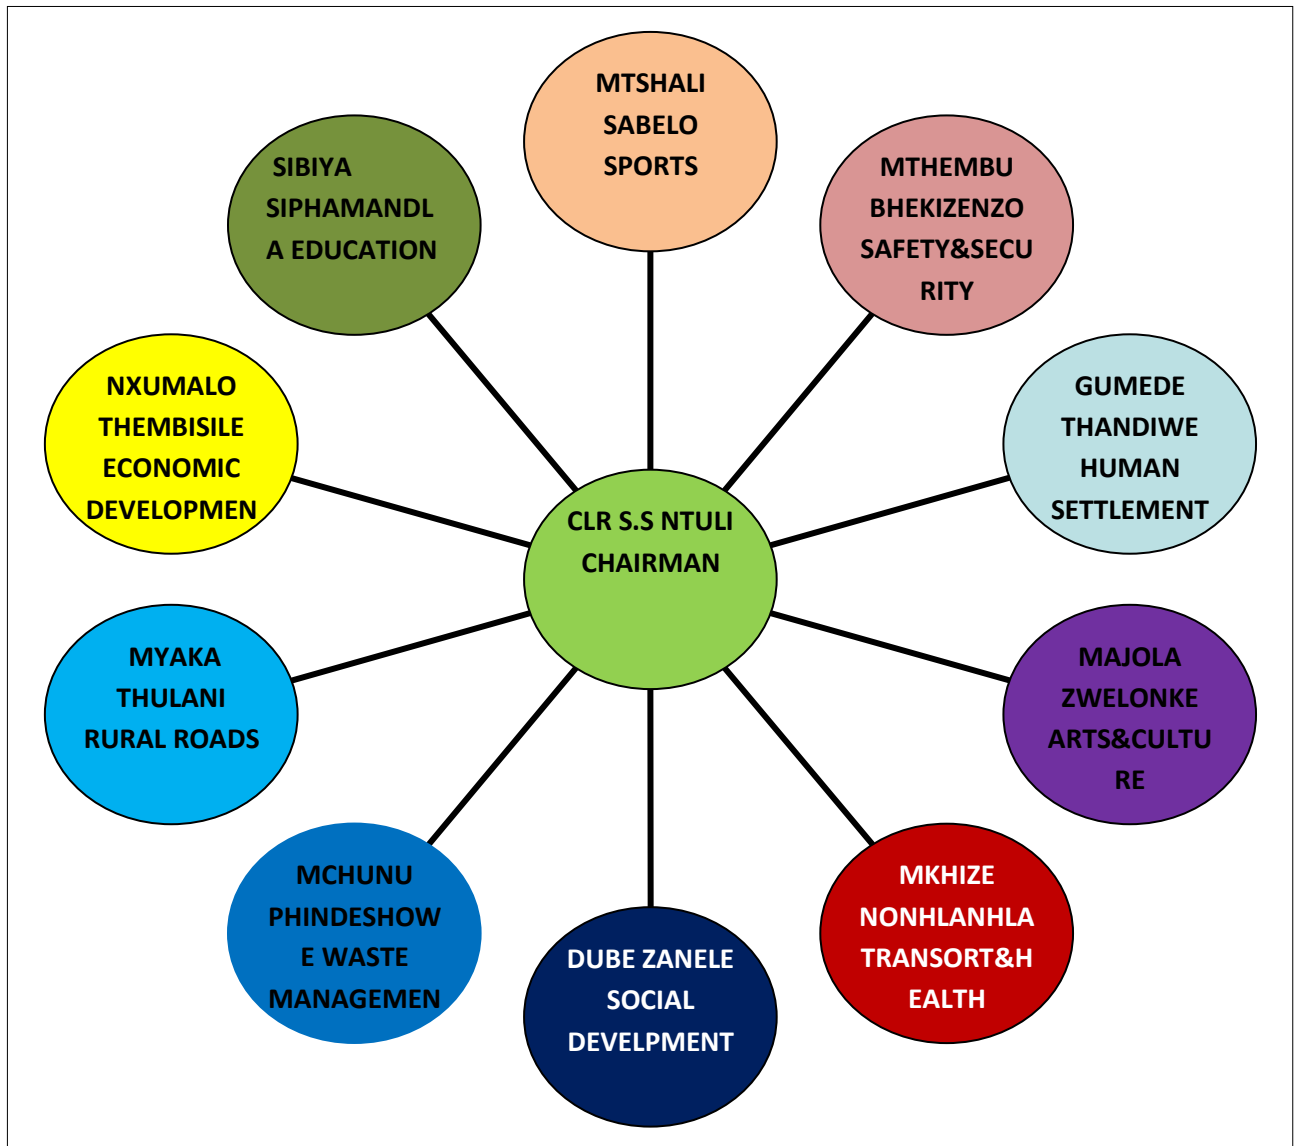 MTSHALI
SABELO
SPORTS
MTHEMBU
BHEKIZENZO
SAFETY&SECU
RITY
GUMEDE
THANDIWE
HUMAN
SETTLEMENT
MAJOLA
ZWELONKE
ARTS&CULTU
RE
MKHIZE
NONHLANHLA
TRANSORT&H
EALTH
DUBE ZANELE
SOCIAL
DEVELPMENT
MCHUNU
PHINDESHOW
E WASTE
MANAGEMEN
MYAKA
THULANI
RURAL ROADS
NXUMALO
THEMBISILE
ECONOMIC
DEVELOPMEN
SIBIYA
SIPHAMANDL
A EDUCATION
CLR S.S NTULI
CHAIRMAN